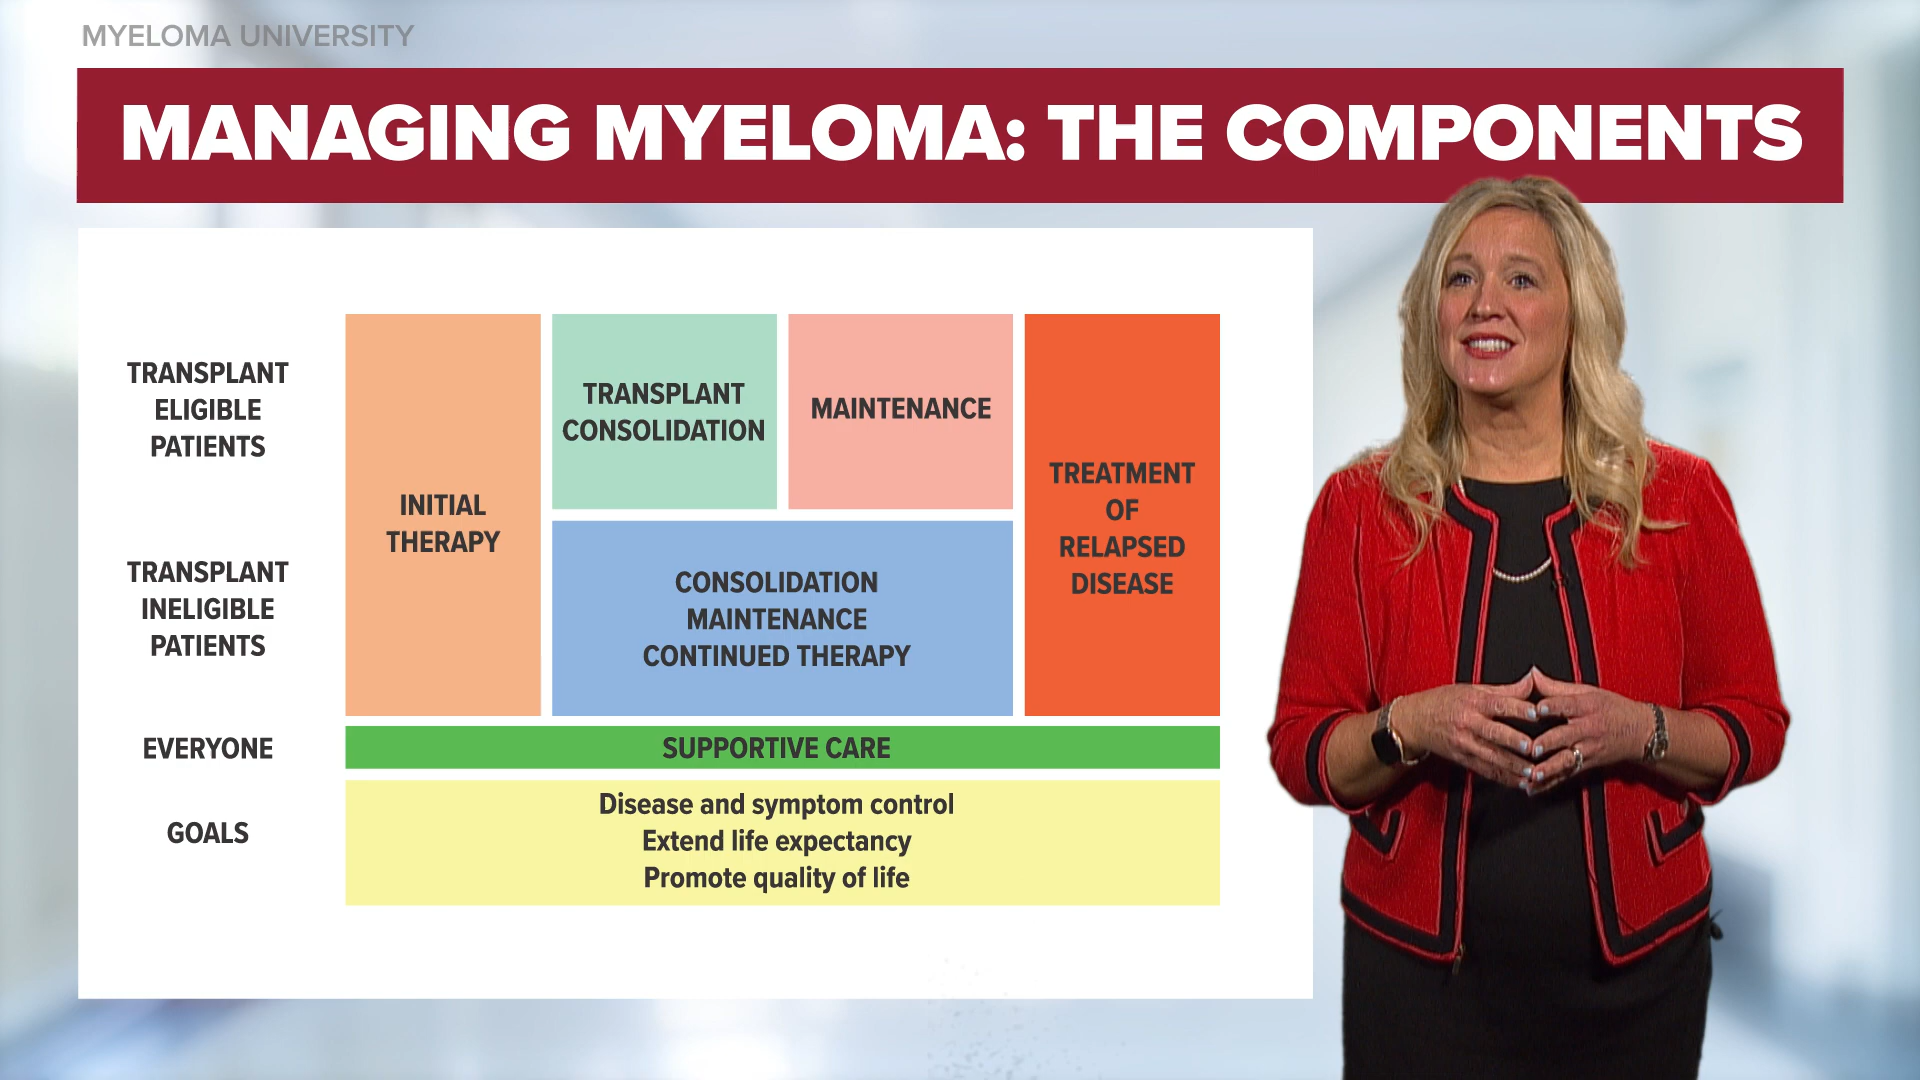 MYELOMA UNIVERSITY
MANAGING MYELOMA: THE COMPONENTS
TRANSPLANT
ELIGIBLE
PATIENTS
INITIAL
THERAPY
TRANSPLANT
CONSOLIDATION
MAINTENANCE
TREATMENT
OF
RELAPSED
DISEASE
TRANSPLANT
INELIGIBLE
PATIENTS
CONSOLIDATION
MAINTENANCE
CONTINUED THERAPY
EVERYONE
SUPPORTIVE CARE
GOALS
Disease and symptom control
Extend life expectancy
Promote quality of life